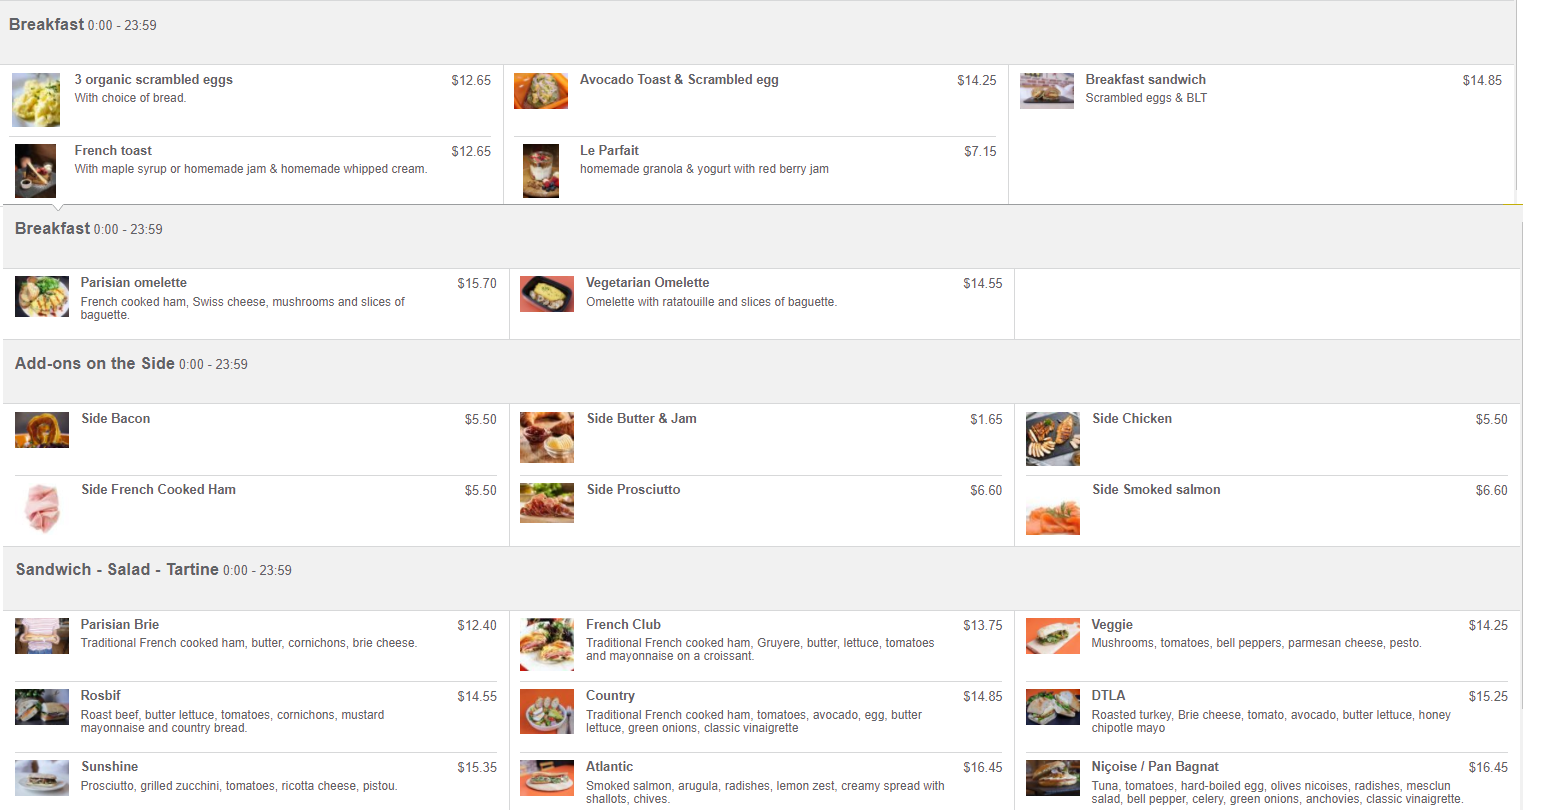 Breakfast 0:00 - 23:59
3 organic scrambled eggs $12.65
With choice of bread.
Avocado Toast & Scrambled egg $14.25
Breakfast sandwich $14.85
Scrambled eggs & BLT
French toast $12.65
With maple syrup or homemade jam & homemade whipped cream.
Le Parfait $7.15
homemade granola & yogurt with red berry jam
Breakfast 0:00 - 23:59
Parisian omelette $15.70
French cooked ham, Swiss cheese, mushrooms and slices of
baguette.
Vegetarian Omelette $14.55
Omelette with ratatouille and slices of baguette.
Add-ons on the Side 0:00 - 23:59
Side Bacon $5.50
Side Butter & Jam $1.65
Side Chicken $5.50
Side French Cooked Ham $5.50
Side Prosciutto $6.60
Side Smoked salmon $6.60
Sandwich - Salad - Tartine 0:00 - 23:59
Parisian Brie $12.40
Traditional French cooked ham, butter, cornichons, brie cheese.
French Club $13.75
Traditional French cooked ham, Gruyere, butter, lettuce, tomatoes
and mayonnaise on a croissant.
Veggie $14.25
Mushrooms, tomatoes, bell peppers, parmesan cheese, pesto.
Rosbif $14.55
Roast beef, butter lettuce, tomatoes, cornichons, mustard
mayonnaise and country bread.
Country $14.85
Traditional French cooked ham, tomatoes, avocado, egg, butter
lettuce, green onions, classic vinaigrette
DTLA $15.25
Roasted turkey, Brie cheese, tomato, avocado, butter lettuce, honey
chipotle mayo
Sunshine $15.35
Prosciutto, grilled zucchini, tomatoes, ricotta cheese, pistou.
Atlantic $16.45
Smoked salmon, arugula, radishes, lemon zest, creamy spread with
shallots, chives.
Niçoise / Pan Bagnat $16.45
Tuna, tomatoes, hard-boiled egg, olives nicoises, radishes, mesclun
salad, bell pepper, celery, green onions, anchovies, classic vinaigrette.